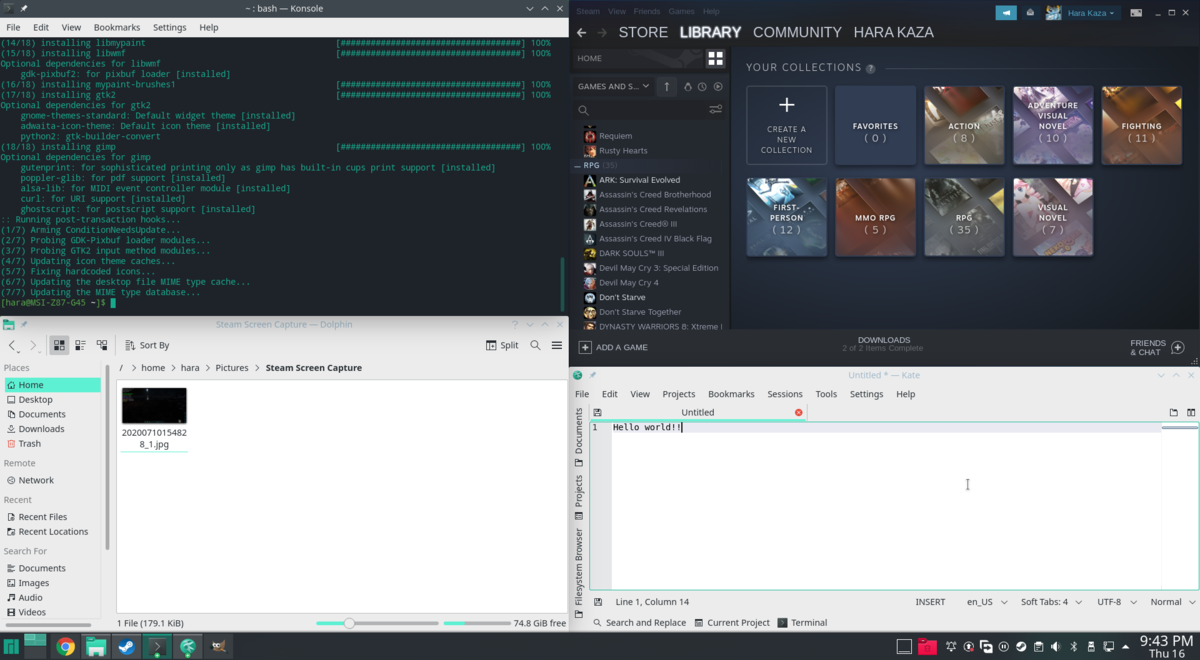 ~ : bash — Konsole
File Edit View Bookmarks Settings Help
(14/18) installing libmypaint [###################################] 100%
(15/18) installing libwmf [###################################] 100%
Optional dependencies for libwmf
gdk-pixbuf2: for pixbuf loader [installed]
(16/18) installing mypaint-brushes1 [###################################] 100%
(17/18) installing gtk2 [###################################] 100%
Optional dependencies for gtk2
gnome-themes-standard: Default widget theme [installed]
adwaita-icon-theme: Default icon theme [installed]
python2: gtk-builder-convert
(18/18) installing gimp [###################################] 100%
Optional dependencies for gimp
gutenprint: for sophisticated printing only as gimp has built-in cups print support [installed]
poppler-glib: for pdf support [installed]
alsa-lib: for MIDI event controller module [installed]
curl: for URI support [installed]
ghostscript: for postscript support [installed]
:: Running post-transaction hooks...
(1/7) Arming ConditionNeedsUpdate...
(2/7) Probing GDK-Pixbuf loader modules...
(3/7) Probing GTK2 input method modules...
(4/7) Updating icon theme caches...
(5/7) Fixing hardcoded icons...
(6/7) Updating the desktop file MIME type cache...
(7/7) Updating the MIME type database...
[hara@MSI-Z87-G45 ~]$
Steam View Friends Games Help
Hara Kaza
STORE LIBRARY COMMUNITY HARA KAZA
HOME
GAMES AND S...
Requiem
Rusty Hearts
— RPG (35)
ARK: Survival Evolved
Assassin's Creed Brotherhood
Assassin's Creed Revelations
Assassin's Creed® III
Assassin's Creed IV Black Flag
DARK SOULS™ III
Devil May Cry 3: Special Edition
Devil May Cry 4
Don't Starve
Don't Starve Together
DYNASTY WARRIORS 8: Xtreme
YOUR COLLECTIONS ?
+
CREATE A
NEW
COLLECTION
FAVORITES
( 0 )
ACTION
( 8 )
ADVENTURE
VISUAL
NOVEL
( 10 )
FIGHTING
( 11 )
FIRST-
PERSON
( 12 )
MMO RPG
( 5 )
RPG
( 35 )
VISUAL
NOVEL
( 7 )
ADD A GAME
DOWNLOADS
2 of 2 Items Complete
FRIENDS
& CHAT
Steam Screen Capture — Dolphin
Sort By
Split
Places
Home
Desktop
Documents
Downloads
Trash
Remote
Network
Recent
Recent Files
Recent Locations
Search For
Documents
Images
Audio
Videos
/ > home > hara > Pictures > Steam Screen Capture
2020071015482
8_1.jpg
1 File (179.1 KiB)
74.8 GiB free
Untitled * — Kate
File Edit View Projects Bookmarks Sessions Tools Settings Help
Untitled
Documents
Projects
Filesystem Browser
1 Hello world!!
Line 1, Column 14
INSERT en_US Soft Tabs: 4 UTF-8 Normal
Search and Replace Current Project Terminal
9:43 PM
Thu 16